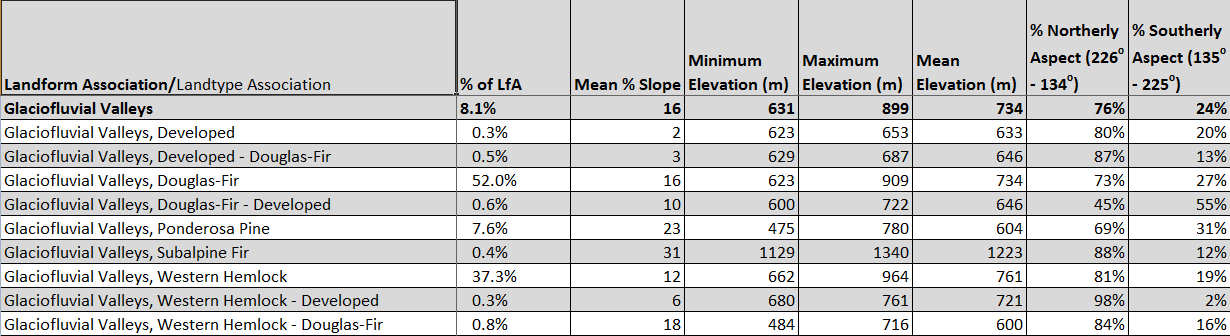 Landform Association/Landtype Association % of LfA Mean % Slope Minimum Elevation (m) Maximum Elevation (m) Mean Elevation (m) % Northerly Aspect (226° - 134°) % Southerly Aspect (135° - 225°)
Glaciofluvial Valleys 8.1% 16 631 899 734 76% 24%
Glaciofluvial Valleys, Developed 0.3% 2 623 653 633 80% 20%
Glaciofluvial Valleys, Developed - Douglas-Fir 0.5% 3 629 687 646 87% 13%
Glaciofluvial Valleys, Douglas-Fir 52.0% 16 623 909 734 73% 27%
Glaciofluvial Valleys, Douglas-Fir - Developed 0.6% 10 600 722 646 45% 55%
Glaciofluvial Valleys, Ponderosa Pine 7.6% 23 475 780 604 69% 31%
Glaciofluvial Valleys, Subalpine Fir 0.4% 31 1129 1340 1223 88% 12%
Glaciofluvial Valleys, Western Hemlock 37.3% 12 662 964 761 81% 19%
Glaciofluvial Valleys, Western Hemlock - Developed 0.3% 6 680 761 721 98% 2%
Glaciofluvial Valleys, Western Hemlock - Douglas-Fir 0.8% 18 484 716 600 84% 16%